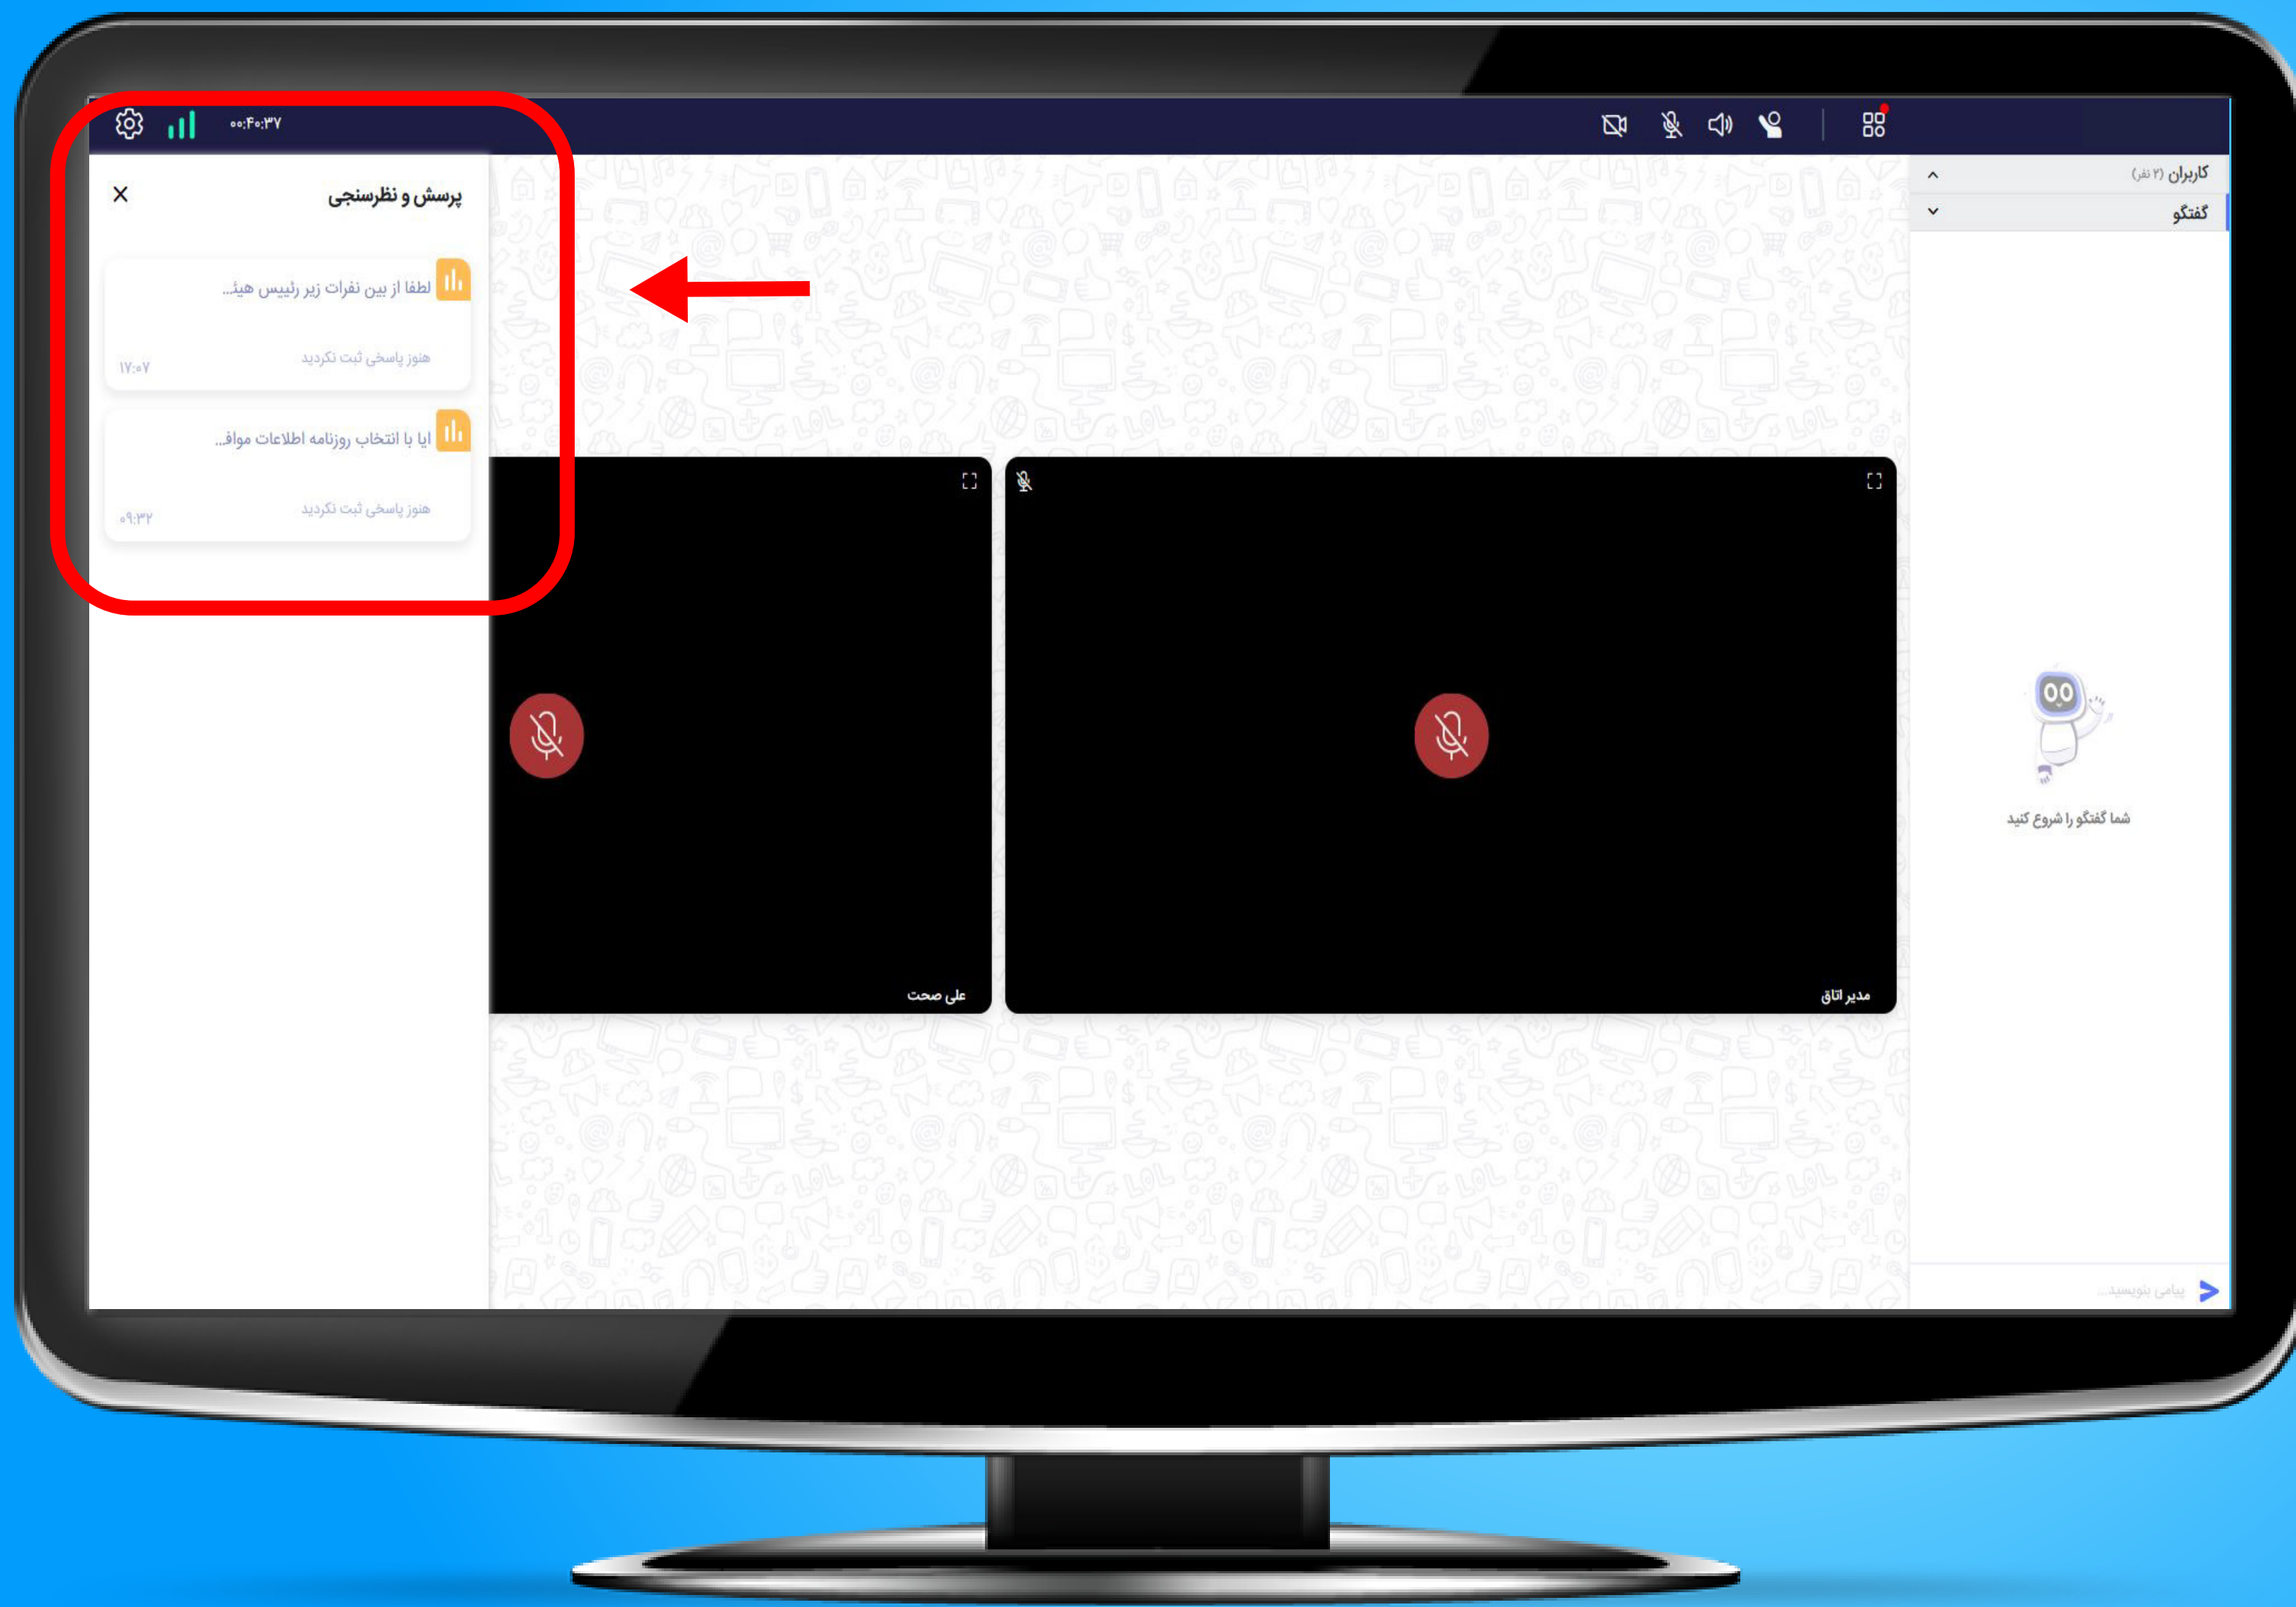 ۰۰:۴۰:۳۷
کاربران (۲ نفر)
گفتگو
پرسش و نظرسنجی
لطفا از بین نفرات زیر رئییس هیئ...
هنوز پاسخی ثبت نکردید
۱۷:۰۷
ایا با انتخاب روزنامه اطلاعات مواف...
هنوز پاسخی ثبت نکردید
۰۹:۳۲
مدیر اتاق
علی صحت
شما گفتگو را شروع کنید
پیامی بنویسید...